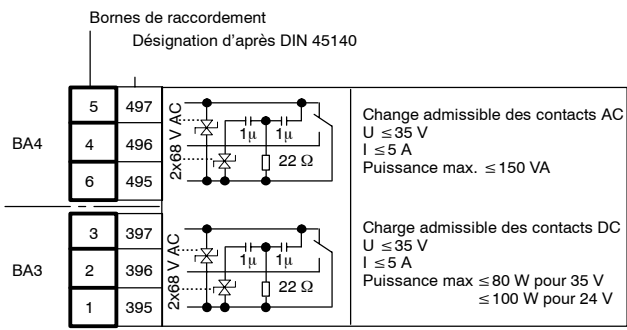 Bornes de raccordement
Désignation d'après DIN 45140
BA4
5 497
4 496
6 495
2x68 V AC
1µ 1µ
22 Ω
Change admissible des contacts AC
U ≤35 V
I ≤5 A
Puissance max. ≤150 VA
BA3
3 397
2 396
1 395
2x68 V AC
1µ 1µ
22 Ω
Charge admissible des contacts DC
U ≤35 V
I ≤5 A
Puissance max ≤80 W pour 35 V
≤100 W pour 24 V